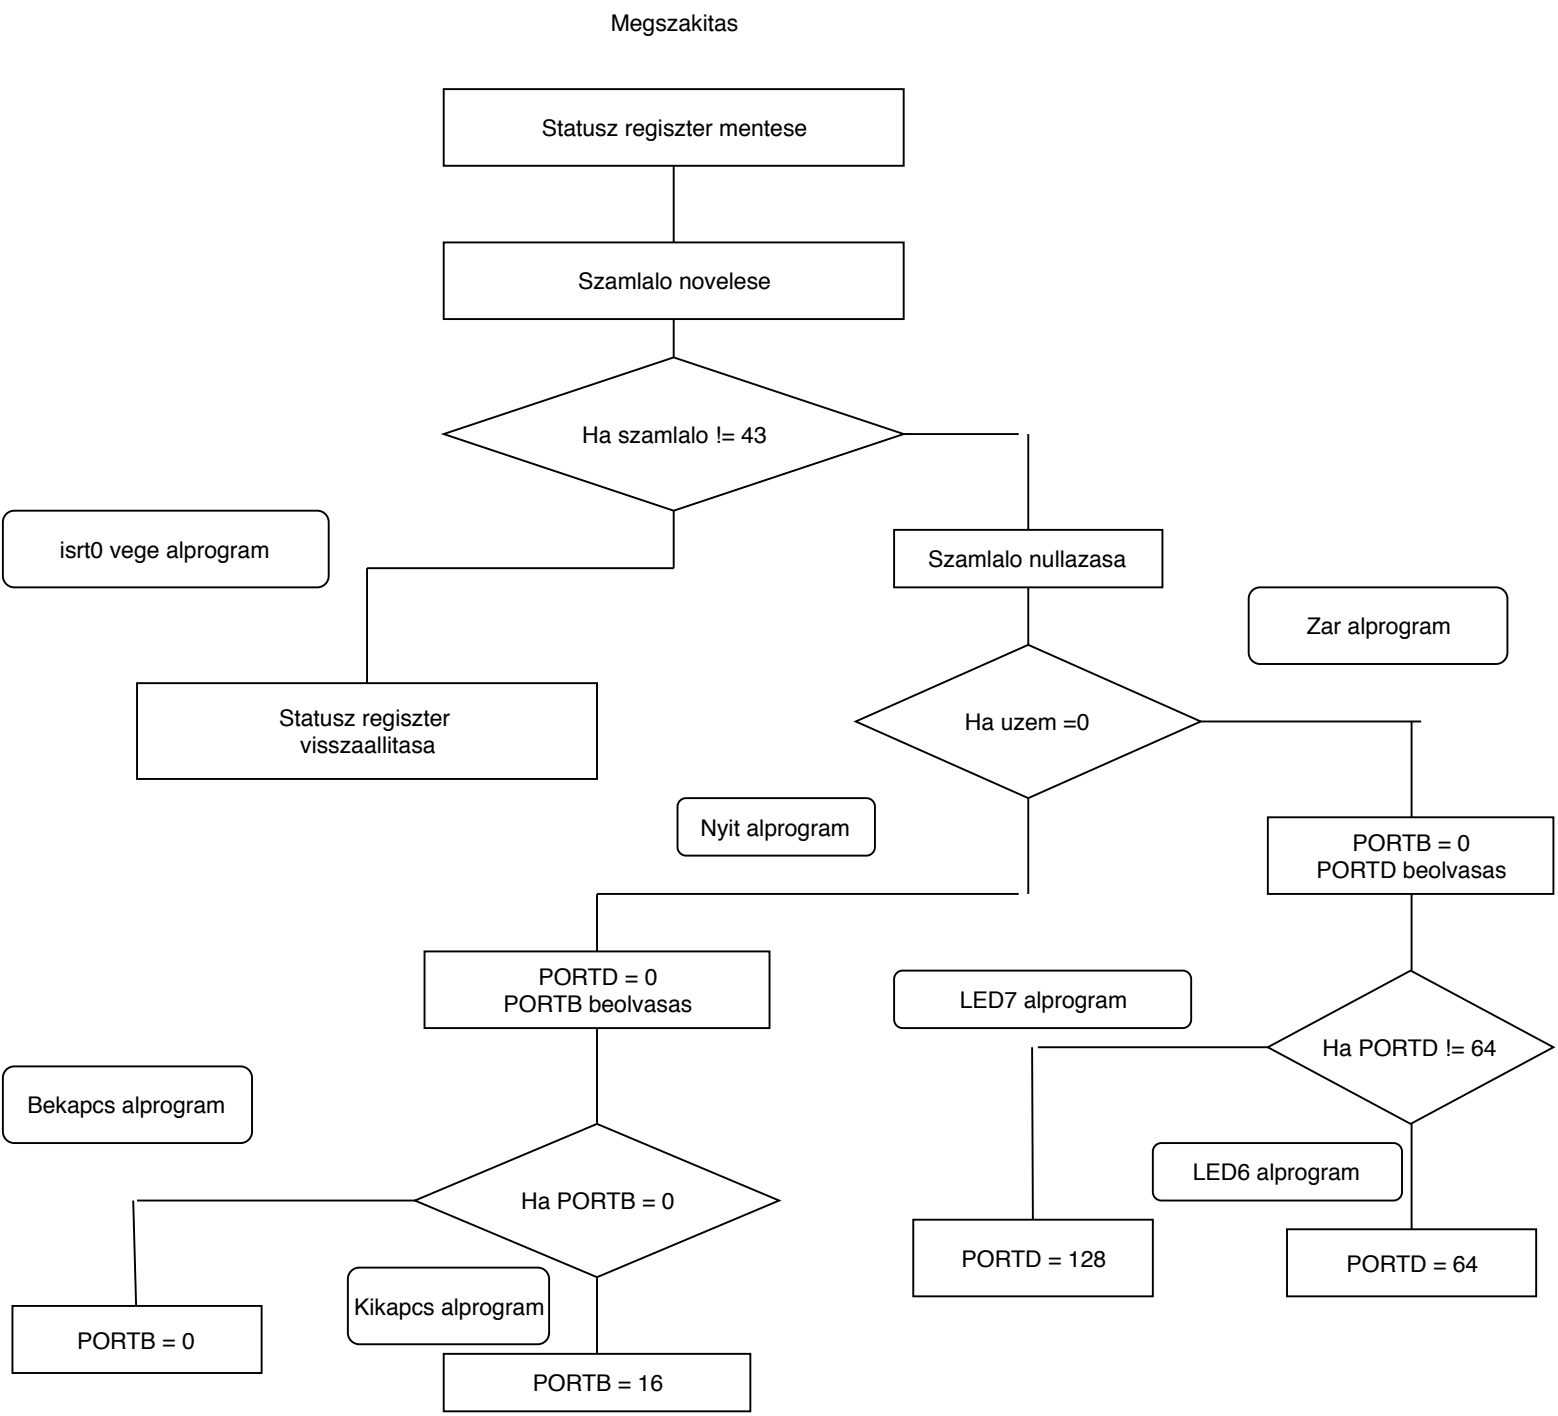 Megszakitas
Statusz regiszter mentese
Szamlalo novelese
Ha szamlalo != 43
isrt0 vege alprogram
Szamlalo nullazasa
Zar alprogram
Statusz regiszter
visszaallitasa
Ha uzem =0
Nyit alprogram
PORTB = 0
PORTD beolvasas
PORTD = 0
PORTB beolvasas
LED7 alprogram
Ha PORTD != 64
Bekapcs alprogram
LED6 alprogram
Ha PORTB = 0
PORTD = 128
PORTD = 64
Kikapcs alprogram
PORTB = 0
PORTB = 16